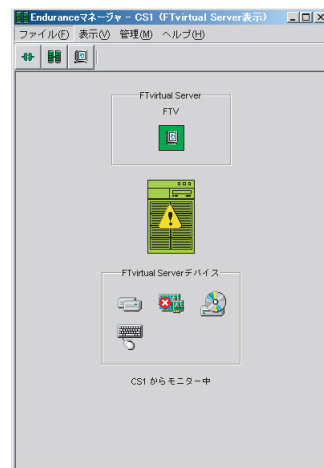 Enduranceマネージャ - CS1 (FTvirtual Server表示)
ファイル(F) 表示(V) 管理(M) ヘルプ(H)
FTvirtual Server
FTV
FTvirtual Serverデバイス
CS1 からモニター中